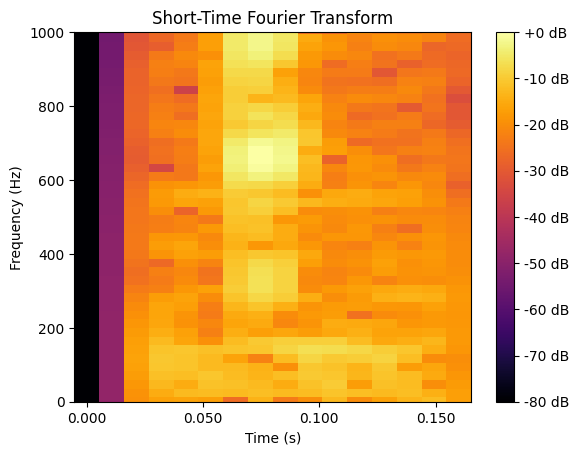 Short-Time Fourier Transform
1000
800
600
400
200
0
Frequency (Hz)
0.000
0.050
0.100
0.150
Time (s)
+0 dB
-10 dB
-20 dB
-30 dB
-40 dB
-50 dB
-60 dB
-70 dB
-80 dB